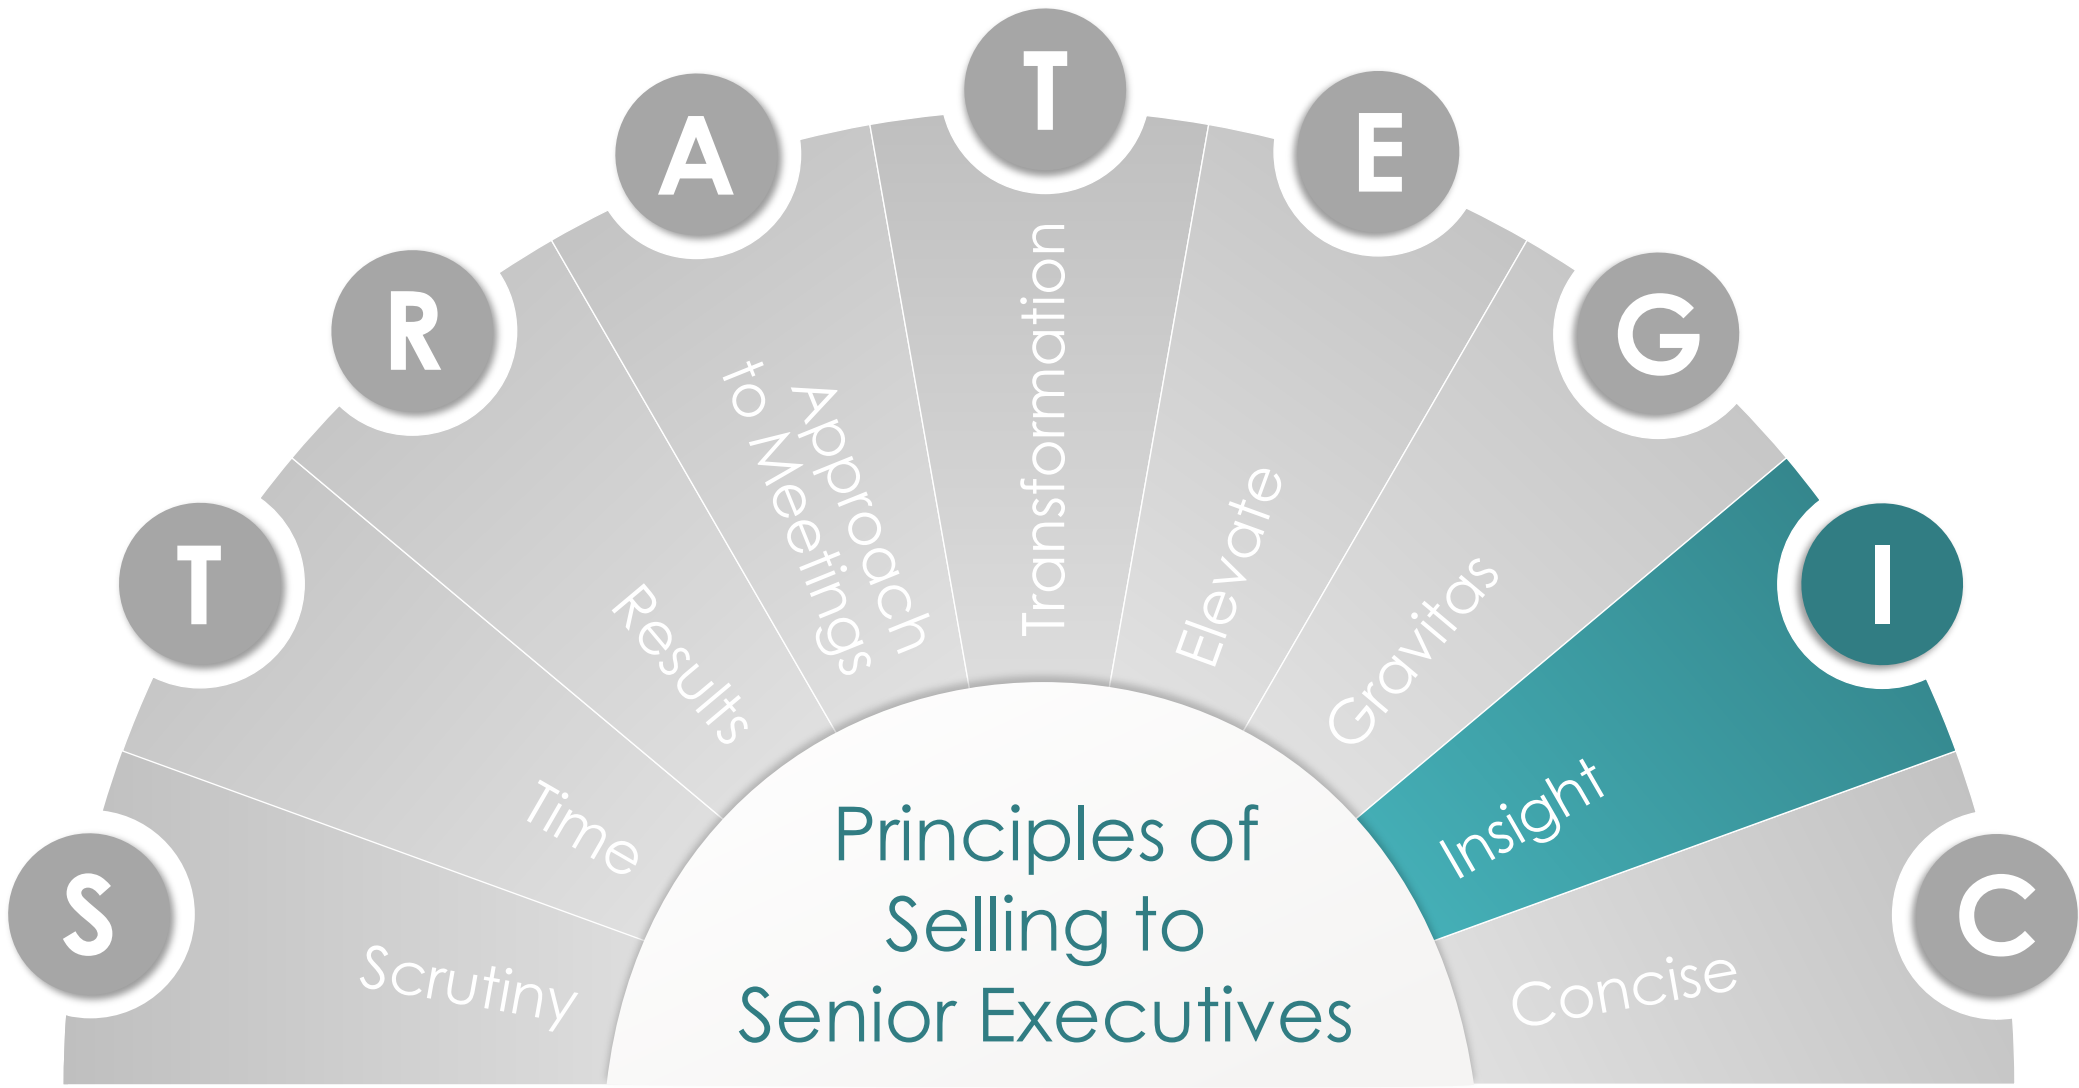 S
T
R
A
T
E
G
I
C
Scrutiny
Time
Results
Approach
to Meetings
Transformation
Elevate
Gravitas
Insight
Concise
Principles of
Selling to
Senior Executives